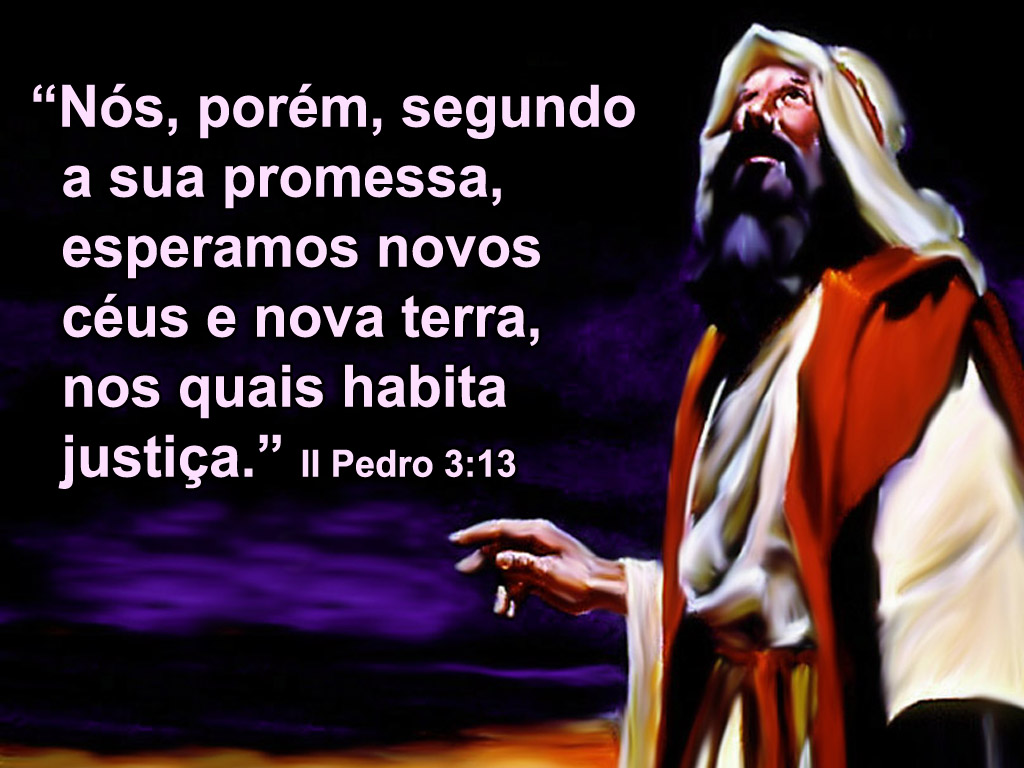 “Nós, porém, segundo
a sua promessa,
esperamos novos
céus e nova terra,
nos quais habita
justiça.” II Pedro 3:13